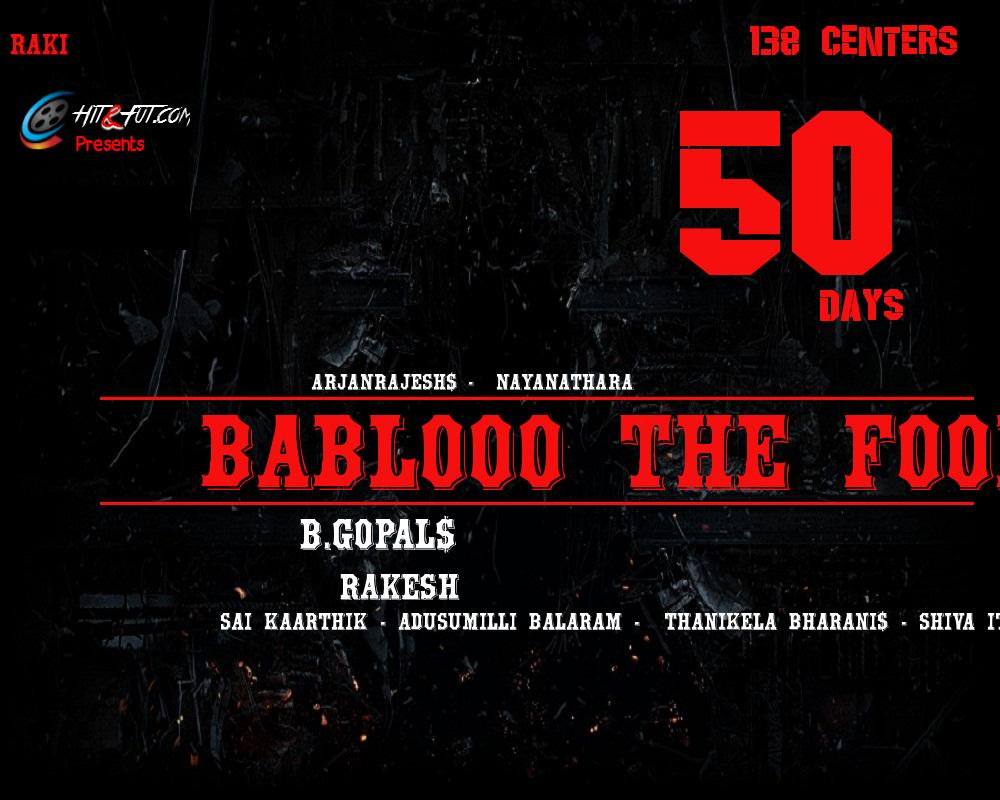 RAKI
138 CENTERS
HIT&FUT.COM
Presents
50
DAYS
ARJANRAJESH$ - NAYANATHARA
BABLOOO THE
B.GOPAL$
RAKESH
SAI KAARTHIK - ADUSUMILLI BALARAM - THANIKELA BHARANI$ - SHIVA